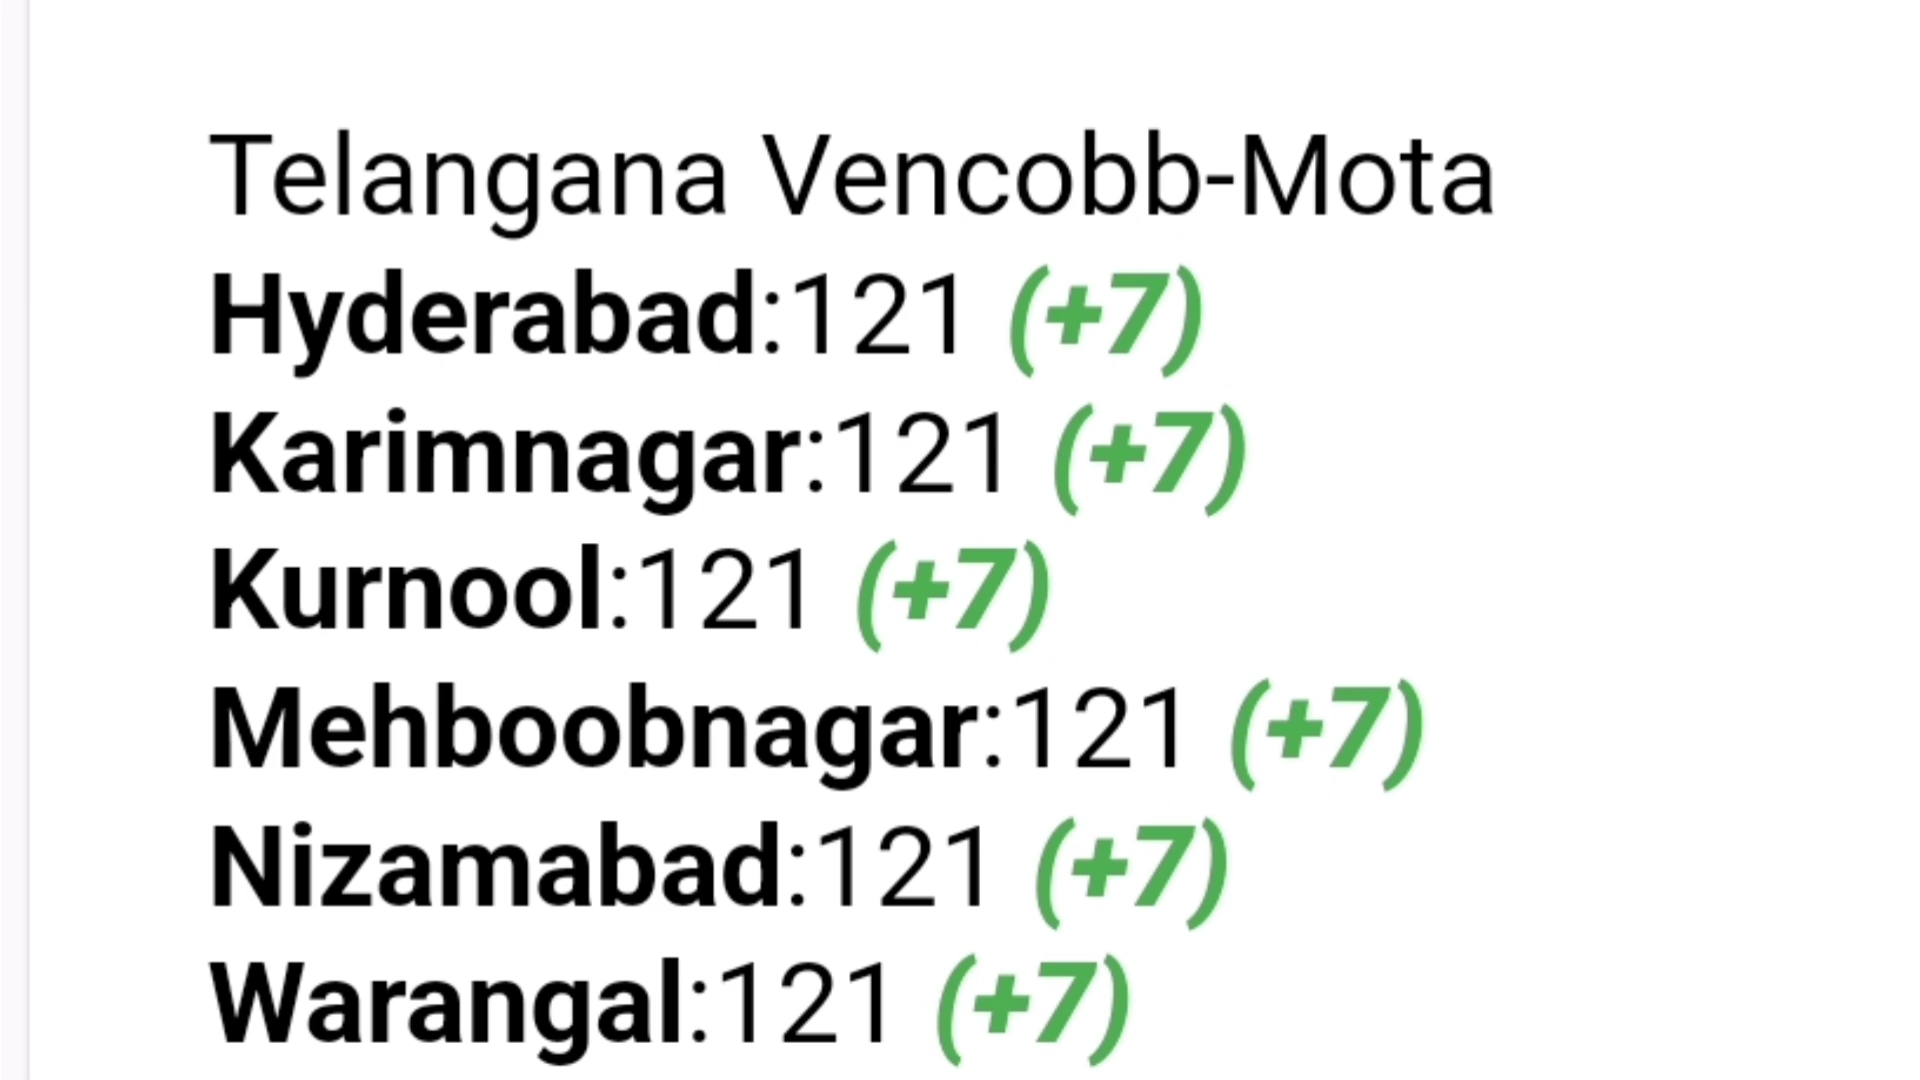 Telangana Vencobb-Mota
Hyderabad:121 (+7)
Karimnagar:121 (+7)
Kurnool:121 (+7)
Mehboobnagar:121 (+7)
Nizamabad:121 (+7)
Warangal:121 (+7)